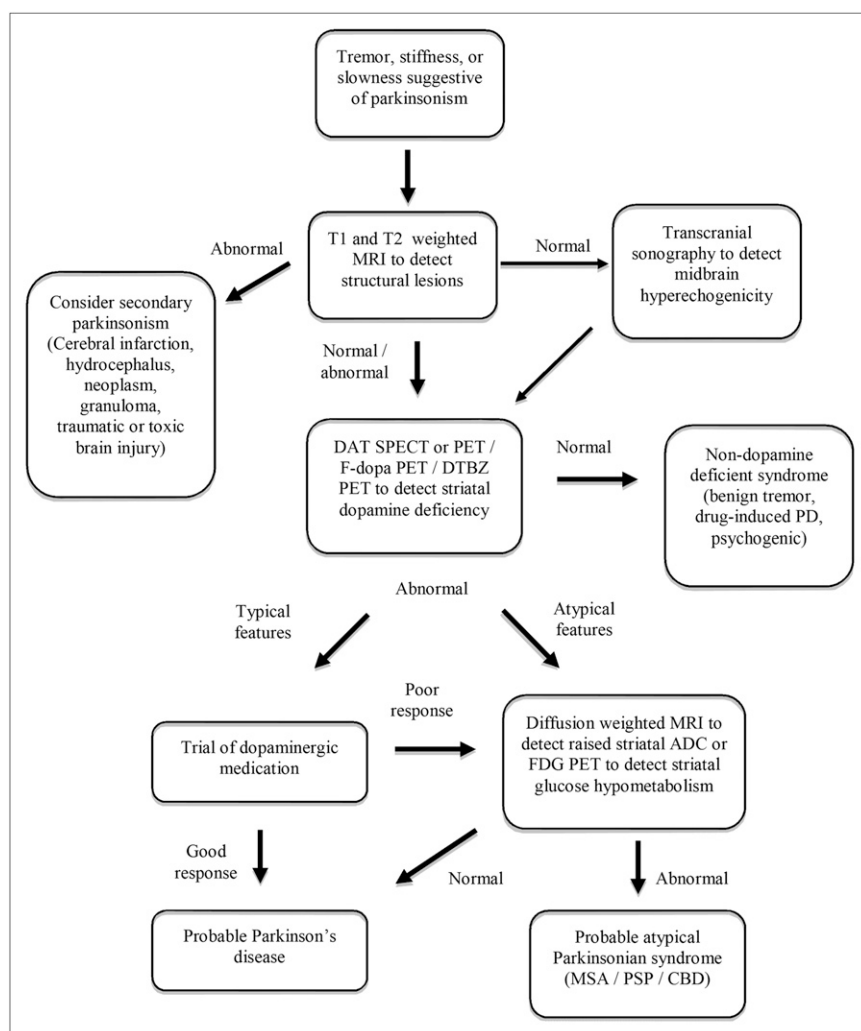 Tremor, stiffness, or
slowness suggestive
of parkinsonism
Abnormal
T1 and T2 weighted
MRI to detect
structural lesions
Normal
Transcranial
sonography to detect
midbrain
hyperechogenicity
Consider secondary
parkinsonism
(Cerebral infarction,
hydrocephalus,
neoplasm,
granuloma,
traumatic or toxic
brain injury)
Normal /
abnormal
DAT SPECT or PET /
F-dopa PET / DTBZ
PET to detect striatal
dopamine deficiency
Normal
Non-dopamine
deficient syndrome
(benign tremor,
drug-induced PD,
psychogenic)
Abnormal
Typical
features
Atypical
features
Trial of dopaminergic
medication
Poor
response
Diffusion weighted MRI to
detect raised striatal ADC or
FDG PET to detect striatal
glucose hypometabolism
Good
response
Normal
Abnormal
Probable Parkinson’s
disease
Probable atypical
Parkinsonian syndrome
(MSA / PSP / CBD)